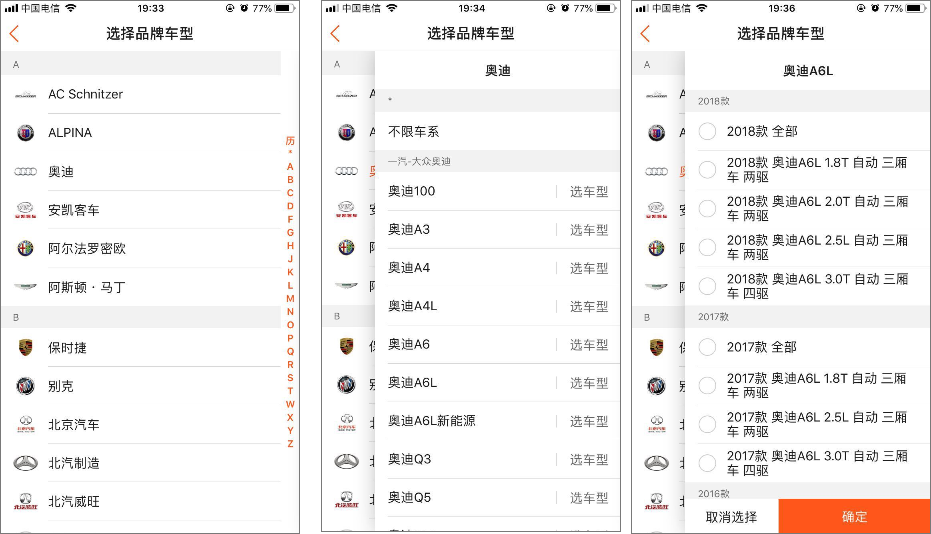 中国电信 19:33 77%
选择品牌车型
A
AC Schnitzer
ALPINA
奥迪
安凯客车
阿尔法罗密欧
阿斯顿·马丁
B
保时捷
别克
北京汽车
北汽制造
北汽威旺
历
*
A
B
C
D
F
G
H
J
K
L
M
N
O
P
Q
R
S
T
W
X
Y
Z
中国电信 19:34 77%
选择品牌车型
A
B
奥迪
*
不限车系
一汽-大众奥迪
奥迪100 选车型
奥迪A3 选车型
奥迪A4 选车型
奥迪A4L 选车型
奥迪A6 选车型
奥迪A6L 选车型
奥迪A6L新能源 选车型
奥迪Q3 选车型
奥迪Q5 选车型
中国电信 19:36 77%
选择品牌车型
A
B
奥迪A6L
2018款
2018款 全部
2018款 奥迪A6L 1.8T 自动 三厢
车 两驱
2018款 奥迪A6L 2.0T 自动 三厢
车 两驱
2018款 奥迪A6L 2.5L 自动 三厢
车 两驱
2018款 奥迪A6L 3.0T 自动 三厢
车 四驱
2017款
2017款 全部
2017款 奥迪A6L 1.8T 自动 三厢
车 两驱
2017款 奥迪A6L 2.5L 自动 三厢
车 两驱
2017款 奥迪A6L 3.0T 自动 三厢
车 四驱
2016款
取消选择 确定